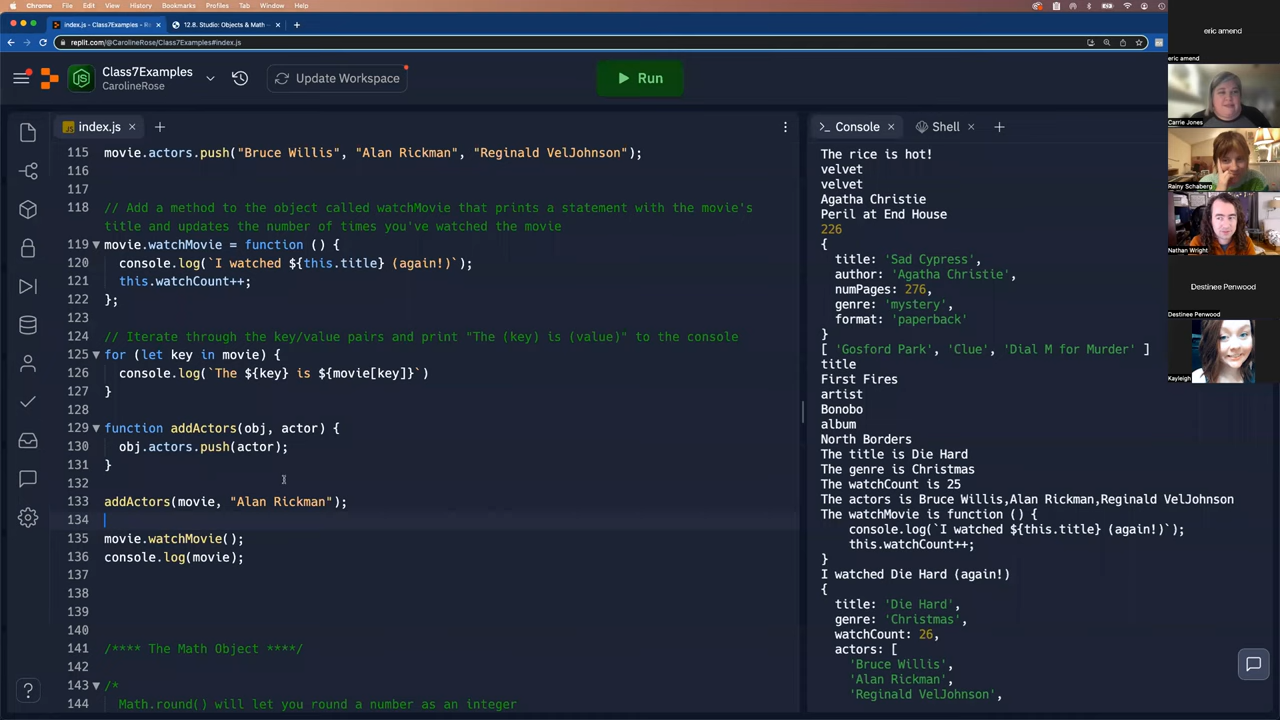 Chrome File Edit View History Bookmarks Profiles Tab Window Help
index.js - Class7Examples - R
12.8. Studio: Objects & Math
replit.com/@CarolineRose/Class7Examples#index.js
Class7Examples
CarolineRose
Update Workspace
Run
index.js
115 movie.actors.push("Bruce Willis", "Alan Rickman", "Reginald VelJohnson");
116
117
118 // Add a method to the object called watchMovie that prints a statement with the movie's
title and updates the number of times you've watched the movie
119 movie.watchMovie = function () {
120 console.log(`I watched ${this.title} (again!)`);
121 this.watchCount++;
122 };
123
124 // Iterate through the key/value pairs and print "The (key) is (value)" to the console
125 for (let key in movie) {
126 console.log(`The ${key} is ${movie[key]}`)
127 }
128
129 function addActors(obj, actor) {
130 obj.actors.push(actor);
131 }
132
133 addActors(movie, "Alan Rickman");
134
135 movie.watchMovie();
136 console.log(movie);
137
138
139
140
141 /**** The Math Object ****/
142
143 /*
144 Math.round() will let you round a number as an integer
Console
Shell
The rice is hot!
velvet
velvet
Agatha Christie
Peril at End House
226
{
title: 'Sad Cypress',
author: 'Agatha Christie',
numPages: 276,
genre: 'mystery',
format: 'paperback'
}
[ 'Gosford Park', 'Clue', 'Dial M for Murder' ]
title
First Fires
artist
Bonobo
album
North Borders
The title is Die Hard
The genre is Christmas
The watchCount is 25
The actors is Bruce Willis,Alan Rickman,Reginald VelJohnson
The watchMovie is function () {
console.log(`I watched ${this.title} (again!)`);
this.watchCount++;
}
I watched Die Hard (again!)
{
title: 'Die Hard',
genre: 'Christmas',
watchCount: 26,
actors: [
'Bruce Willis',
'Alan Rickman',
'Reginald VelJohnson',
eric amend
eric amend
Carrie Jones
Rainy Schaberg
Nathan Wright
Destinee Penwood
Destinee Penwood
Kayleigh